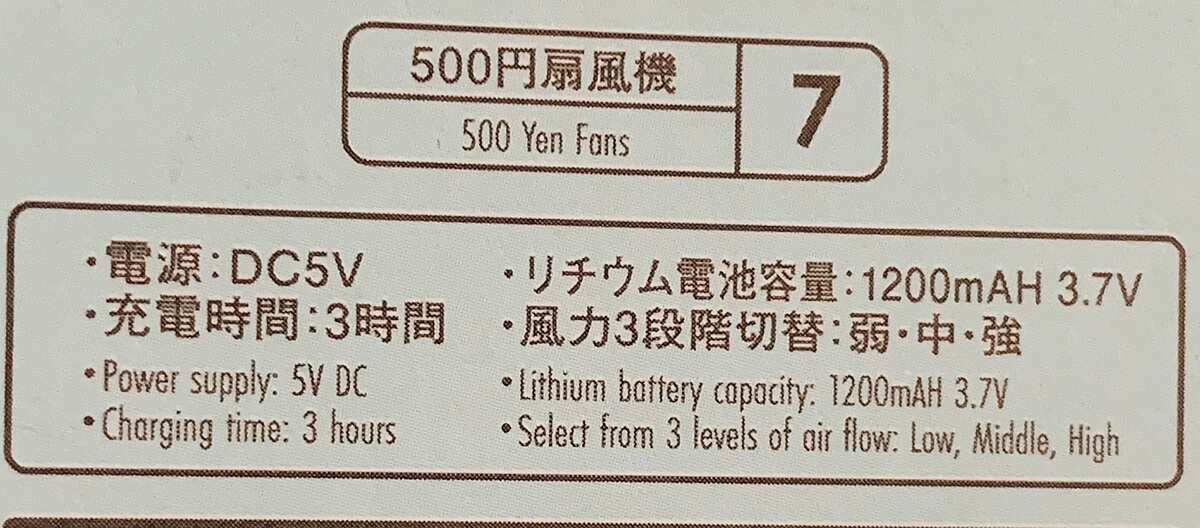 500円扇風機
500 Yen Fans
7
・電源:DC5V
・充電時間:3時間
•Power supply: 5V DC
•Charging time: 3 hours
・リチウム電池容量:1200mAH 3.7V
・風力3段階切替:弱・中・強
•Lithium battery capacity: 1200mAH 3.7V
•Select from 3 levels of air flow: Low, Middle, High